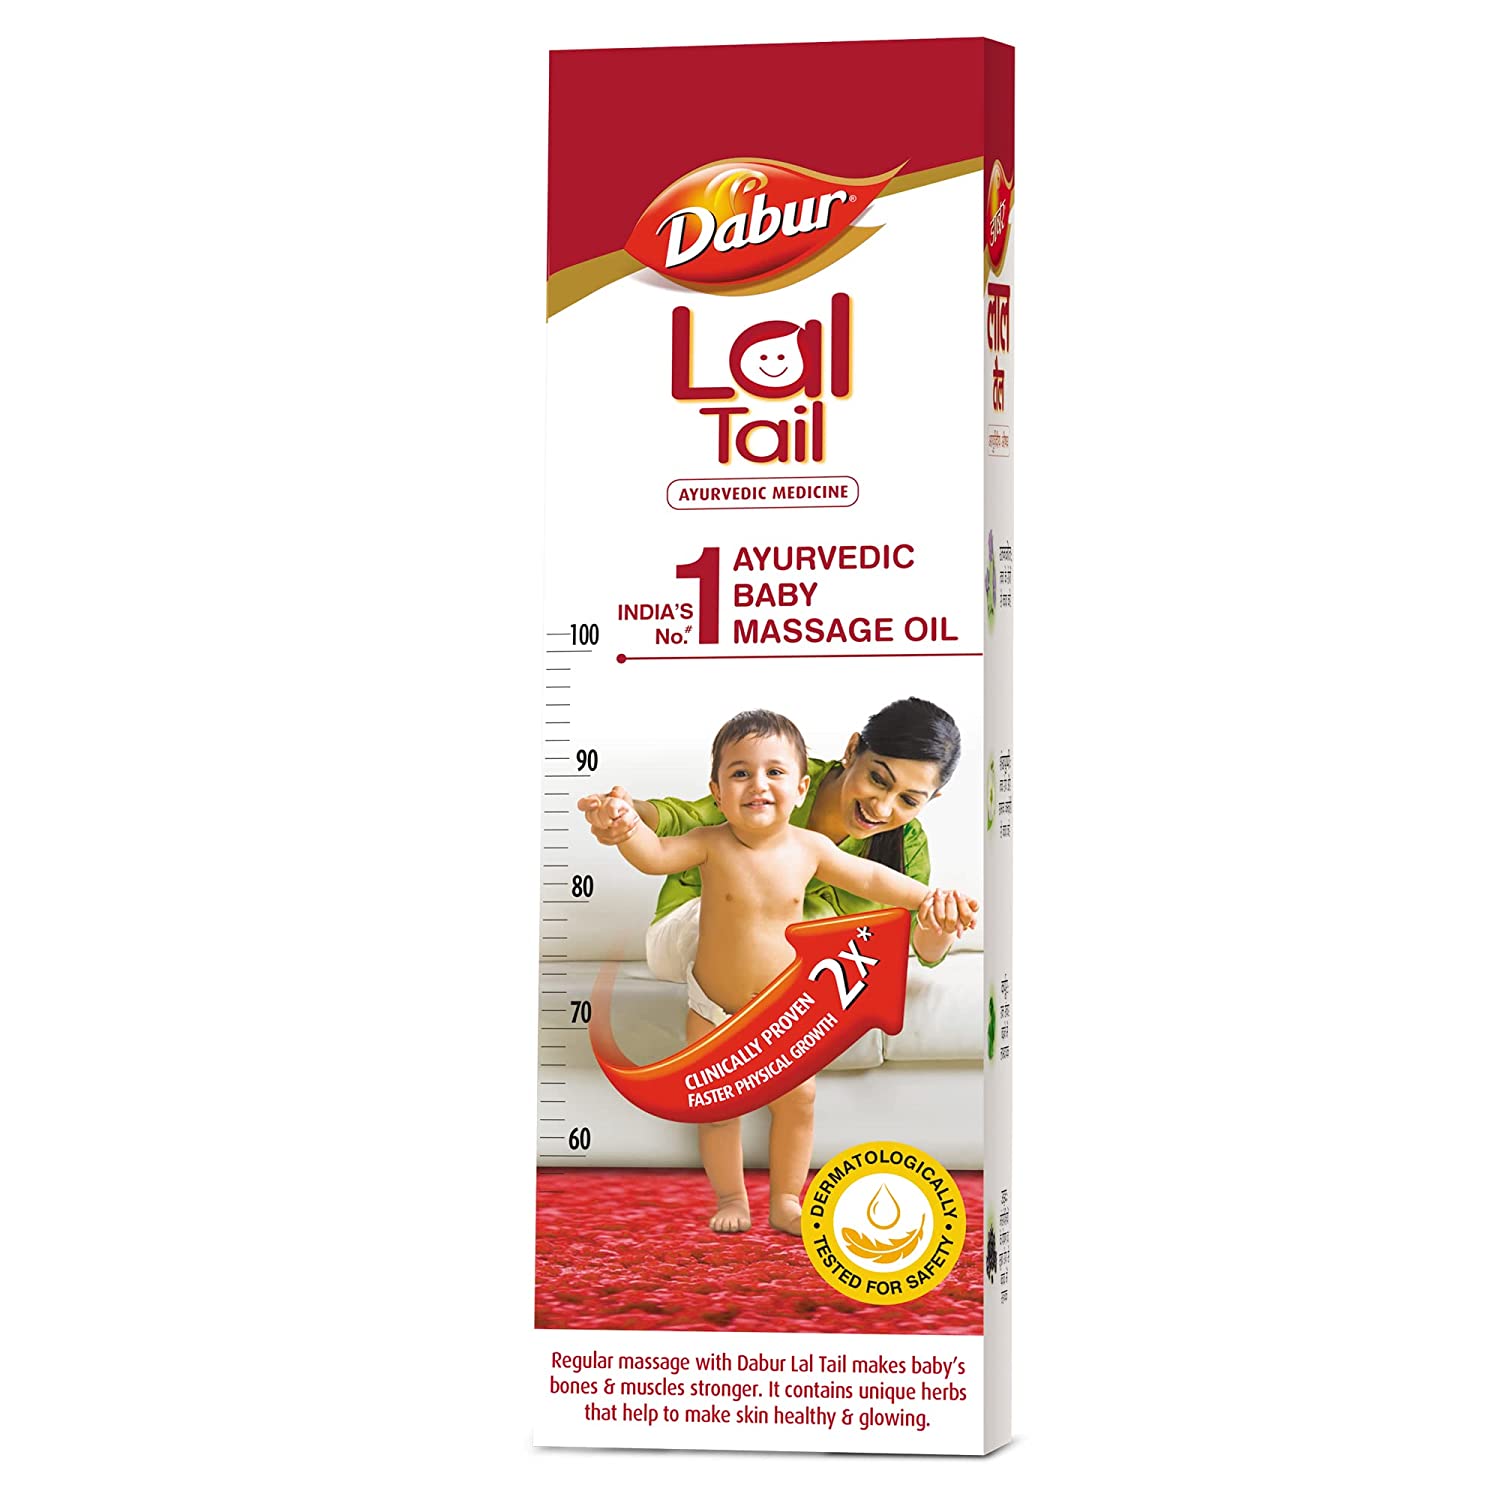 Dabur®
Lal
Tail
AYURVEDIC MEDICINE
INDIA'S
No.#
1
AYURVEDIC
BABY
MASSAGE OIL
100
90
80
70
60
2X*
CLINICALLY PROVEN
FASTER PHYSICAL GROWTH
• DERMATOLOGICALLY •
TESTED FOR SAFETY
Regular massage with Dabur Lal Tail makes baby's
bones & muscles stronger. It contains unique herbs
that help to make skin healthy & glowing.
डाबर
लाल
तैल